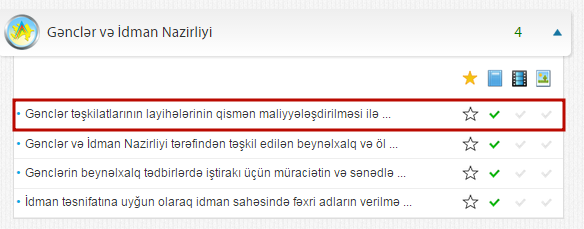 Gənclər və İdman Nazirliyi 4
Gənclər təşkilatlarının layihələrinin qismən maliyyələşdirilməsi ilə ...
Gənclər və İdman Nazirliyi tərəfindən təşkil edilən beynəlxalq və öl ...
Gənclərin beynəlxalq tədbirlərdə iştirakı üçün müraciətin və sənədlə ...
İdman təsnifatına uyğun olaraq idman sahəsində fəxri adların verilmə ...